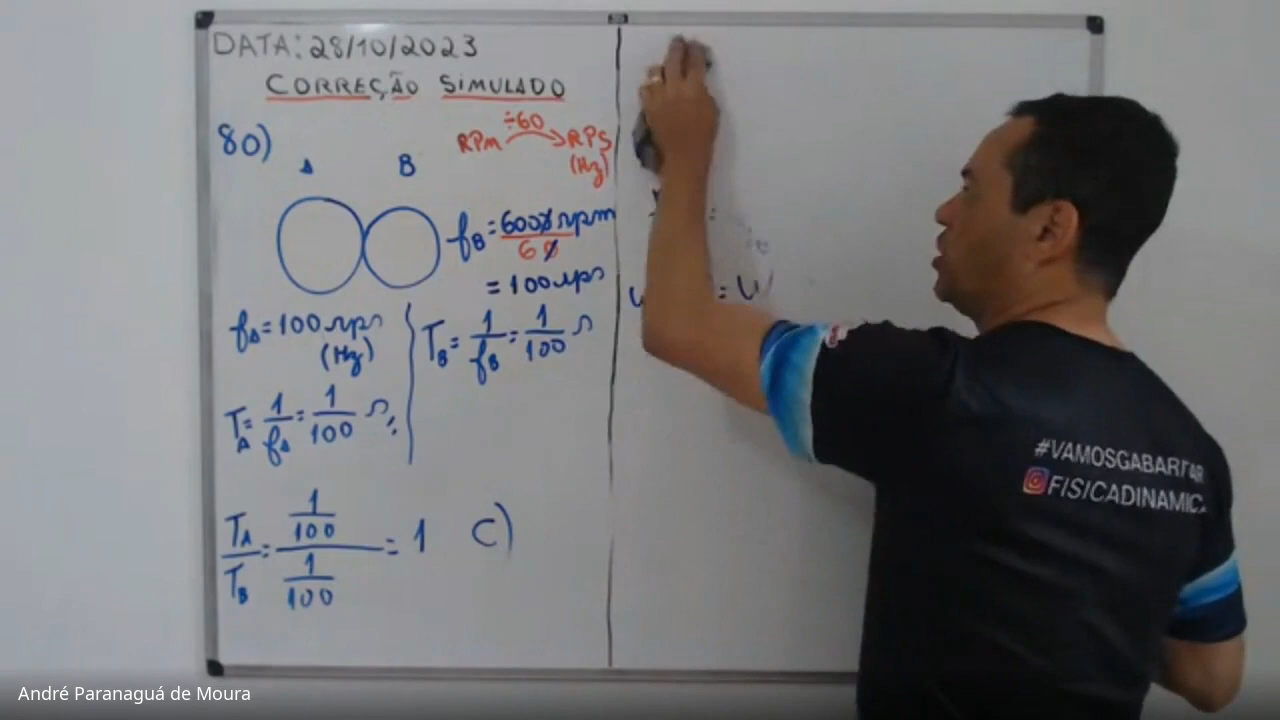 DATA: 28/10/2023
CORREÇÃO SIMULADO
80)
RPM ÷60 RPS
(Hz)
A B
fB = 6000 rpm
60
= 100 rps
fA = 100 rps
(Hz)
TB = 1/fB = 1/100 s
TA = 1/fA = 1/100 s;
TA/TB = (1/100)/(1/100) = 1 C)
#VAMOSGABARITAR
FISICADINAMICA
André Paranaguá de Moura